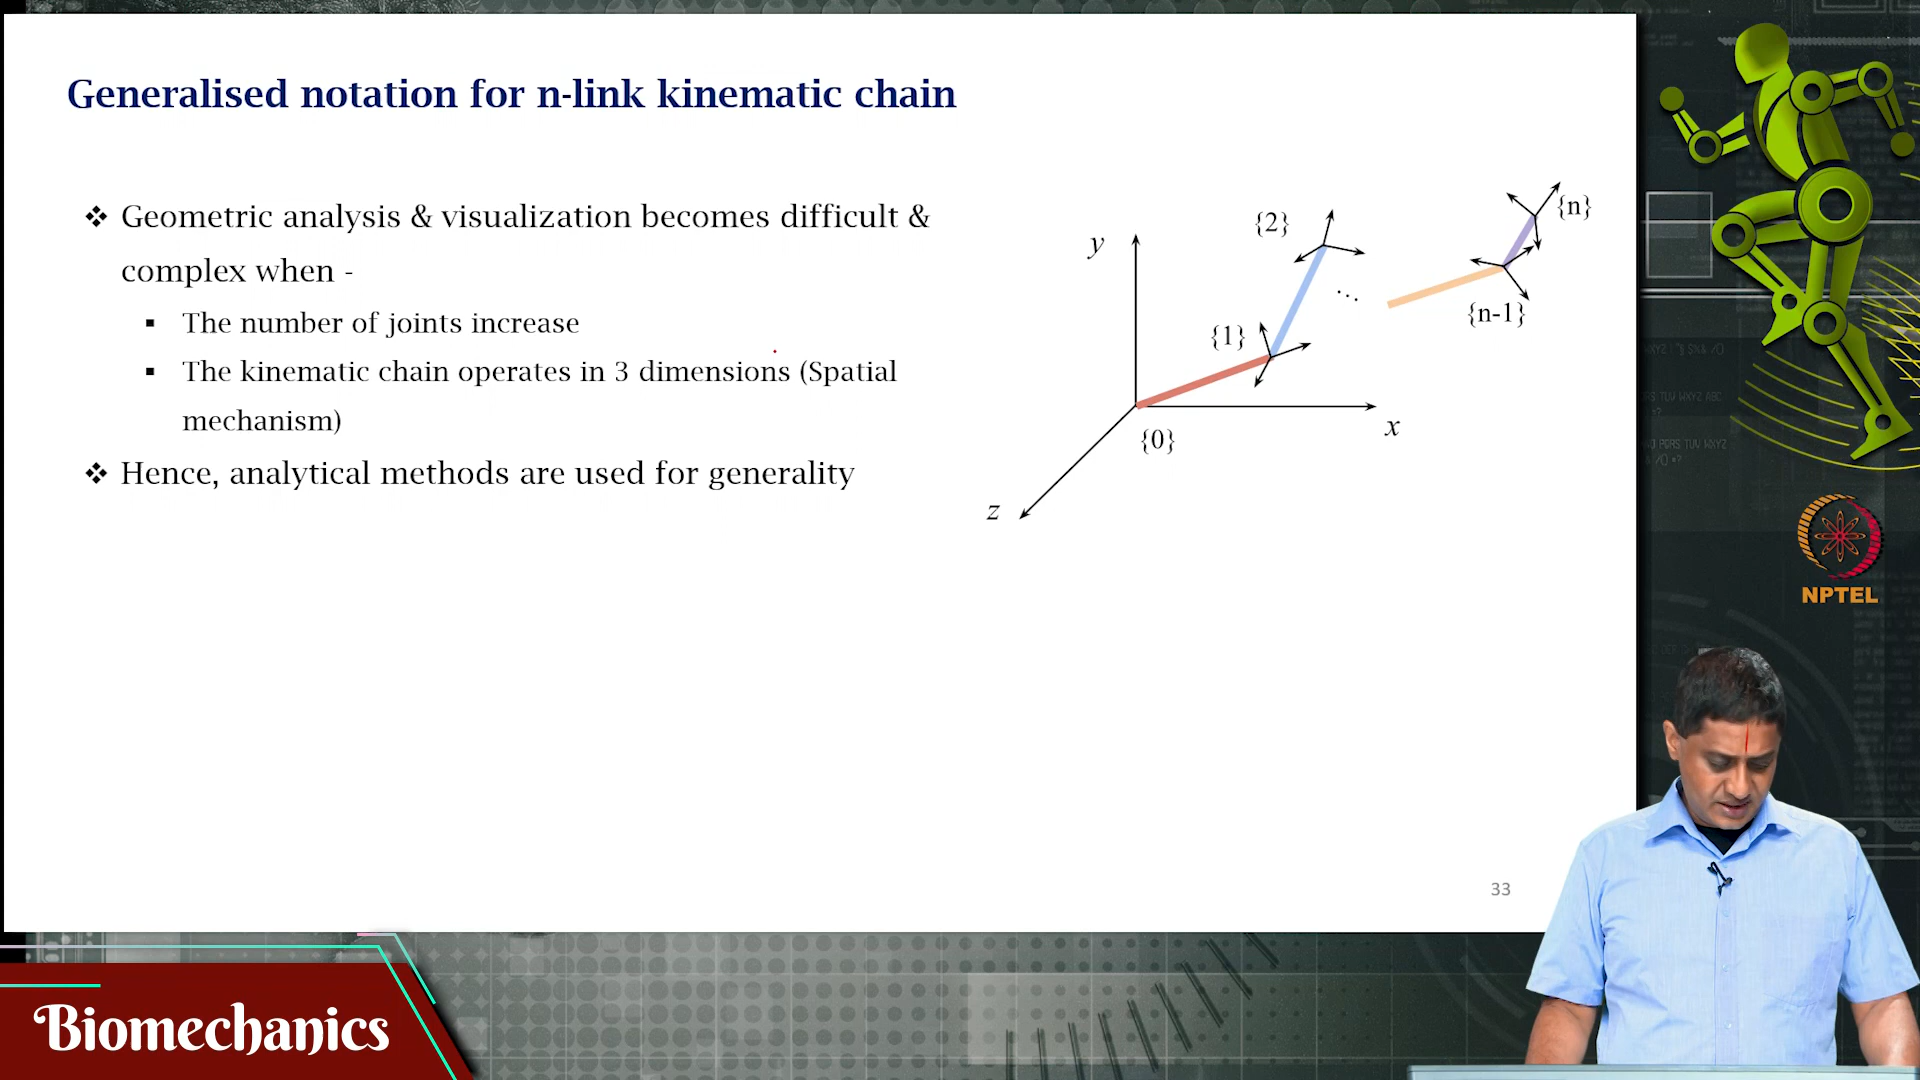 Generalised notation for n-link kinematic chain
❖ Geometric analysis & visualization becomes difficult &
complex when -
▪ The number of joints increase
▪ The kinematic chain operates in 3 dimensions (Spatial
mechanism)
❖ Hence, analytical methods are used for generality
y
{2}
{n}
...
{1}
{n-1}
{0}
x
z
NPTEL
33
Biomechanics